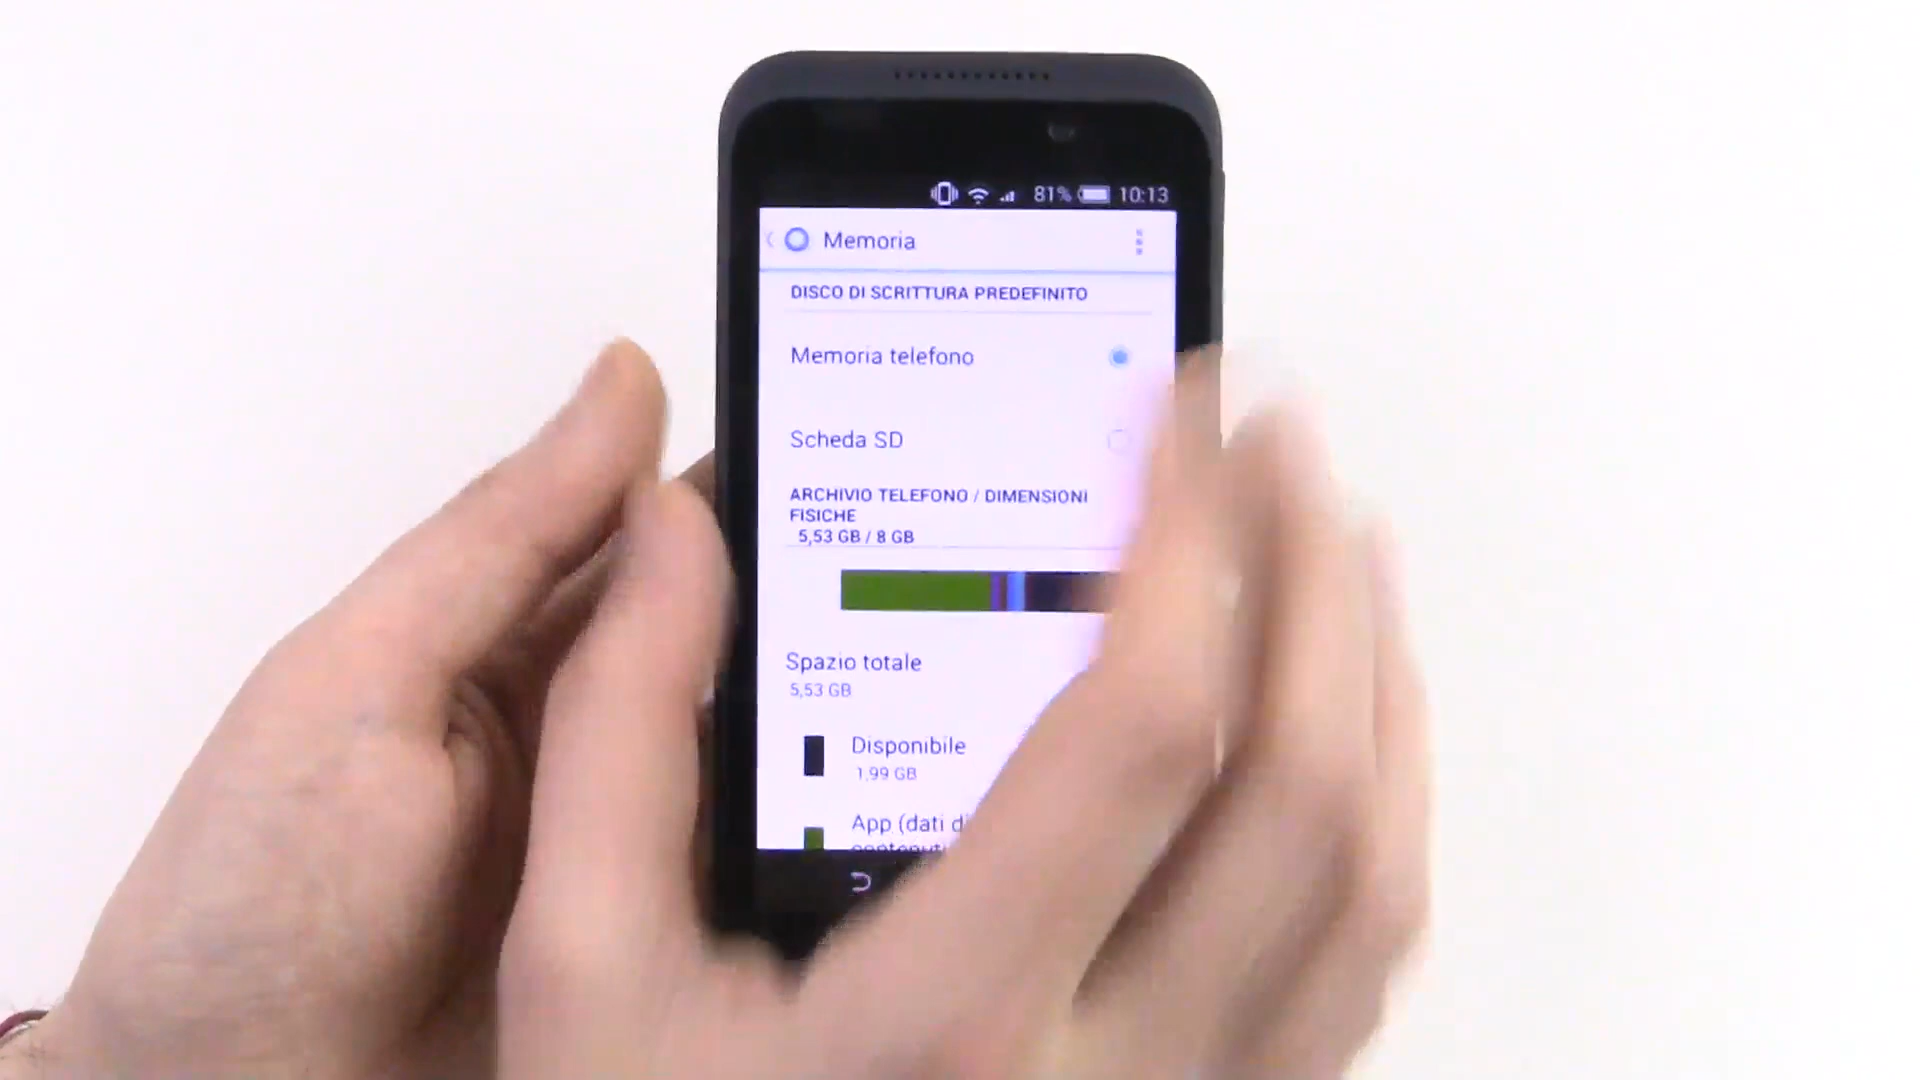 81% 10:13
Memoria
DISCO DI SCRITTURA PREDEFINITO
Memoria telefono
Scheda SD
ARCHIVIO TELEFONO / DIMENSIONI
FISICHE
5,53 GB / 8 GB
Spazio totale
5,53 GB
Disponibile
1,99 GB
App (dati di